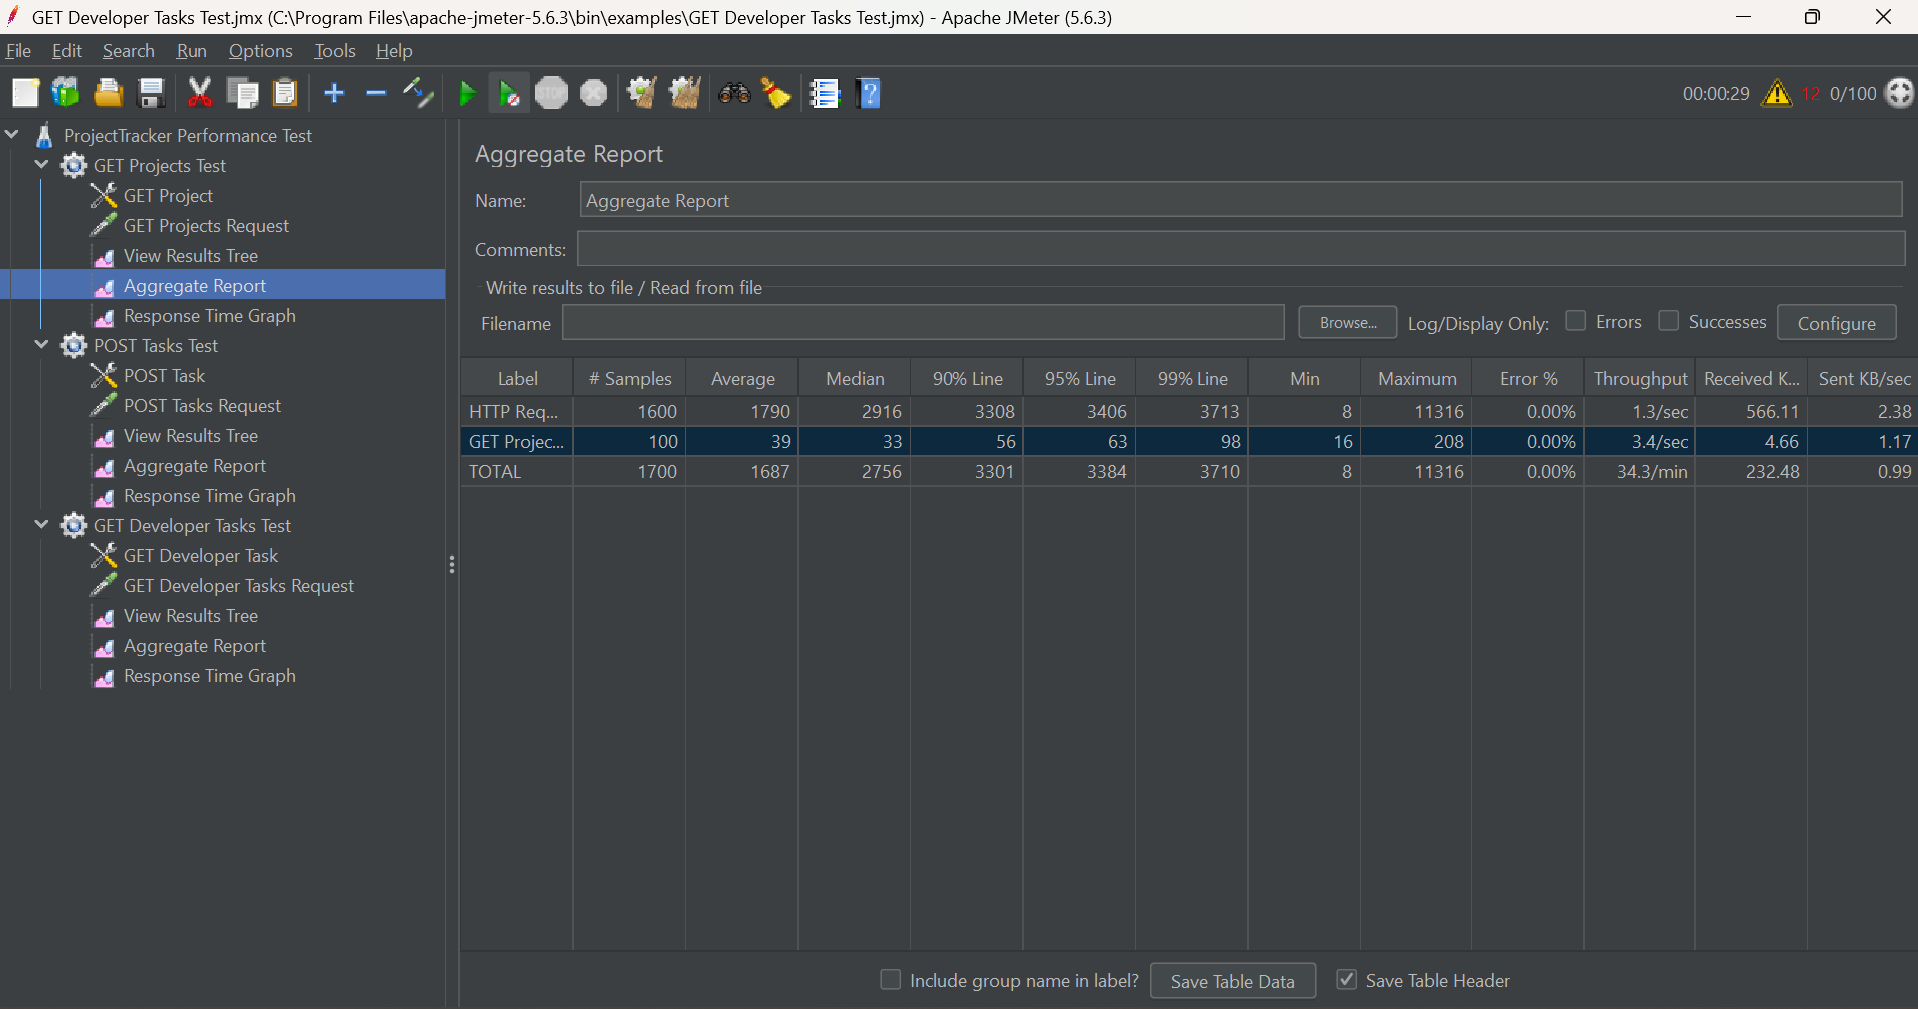 GET Developer Tasks Test.jmx (C:\Program Files\apache-jmeter-5.6.3\bin\examples\GET Developer Tasks Test.jmx) - Apache JMeter (5.6.3)
File Edit Search Run Options Tools Help
STOP
00:00:29 12 0/100
ProjectTracker Performance Test
GET Projects Test
GET Project
GET Projects Request
View Results Tree
Aggregate Report
Response Time Graph
POST Tasks Test
POST Task
POST Tasks Request
View Results Tree
Aggregate Report
Response Time Graph
GET Developer Tasks Test
GET Developer Task
GET Developer Tasks Request
View Results Tree
Aggregate Report
Response Time Graph
Aggregate Report
Name: Aggregate Report
Comments:
Write results to file / Read from file
Filename Browse... Log/Display Only: Errors Successes Configure
Label # Samples Average Median 90% Line 95% Line 99% Line Min Maximum Error % Throughput Received K... Sent KB/sec
HTTP Req... 1600 1790 2916 3308 3406 3713 8 11316 0.00% 1.3/sec 566.11 2.38
GET Projec... 100 39 33 56 63 98 16 208 0.00% 3.4/sec 4.66 1.17
TOTAL 1700 1687 2756 3301 3384 3710 8 11316 0.00% 34.3/min 232.48 0.99
Include group name in label? Save Table Data Save Table Header